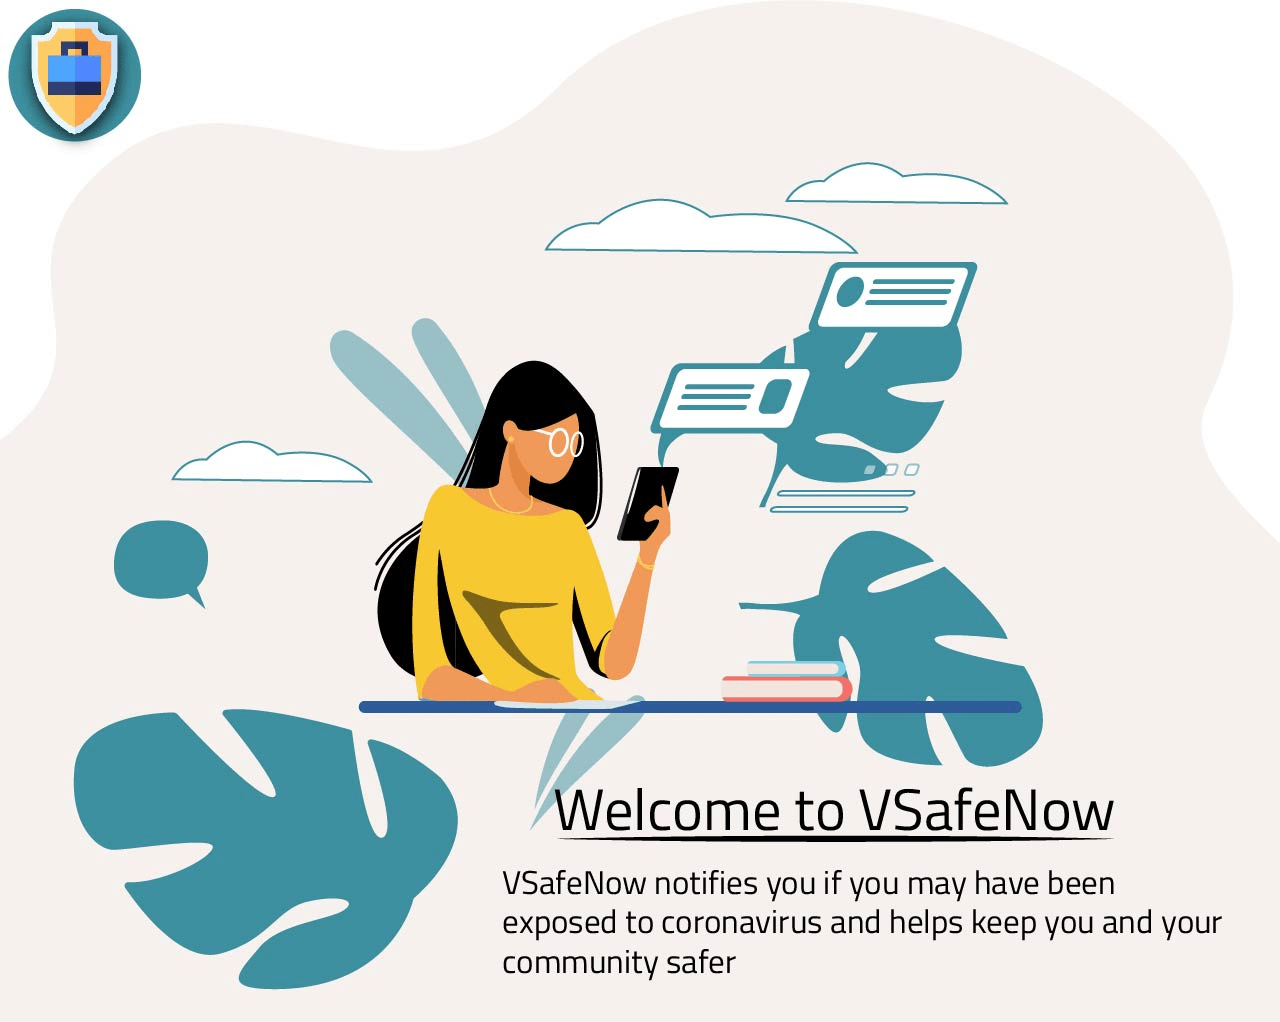 Welcome to VSafeNow
VSafeNow notifies you if you may have been
exposed to coronavirus and helps keep you and your
community safer